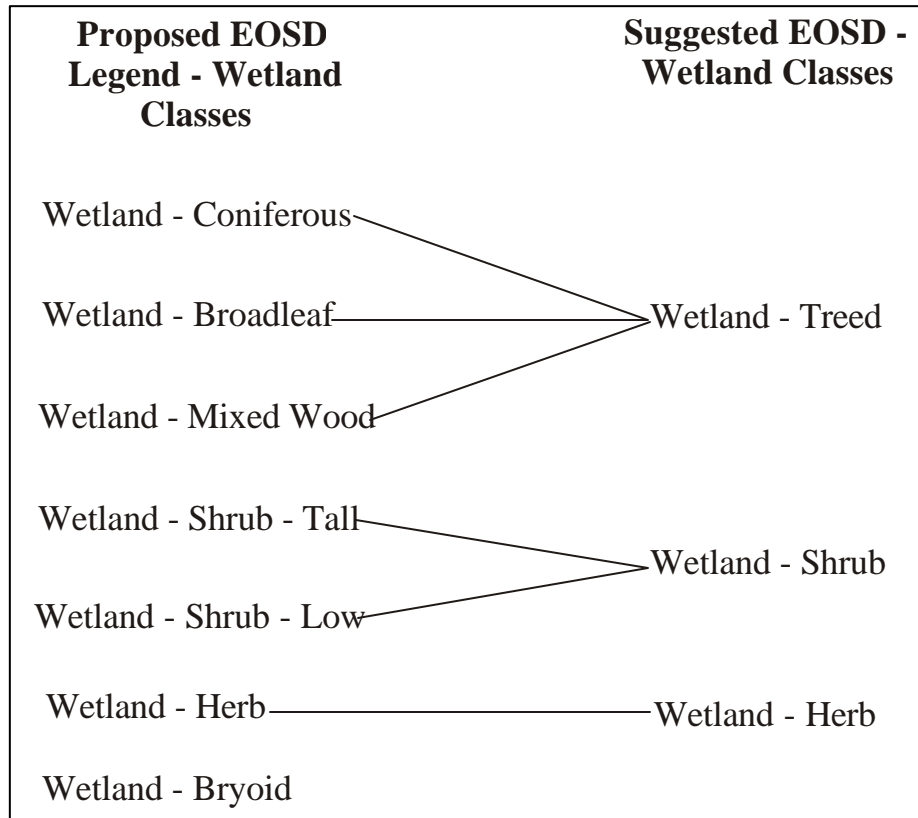 Proposed EOSD
Legend - Wetland
Classes
Suggested EOSD -
Wetland Classes
Wetland - Coniferous
Wetland - Broadleaf
Wetland - Treed
Wetland - Mixed Wood
Wetland - Shrub - Tall
Wetland - Shrub
Wetland - Shrub - Low
Wetland - Herb
Wetland - Herb
Wetland - Bryoid